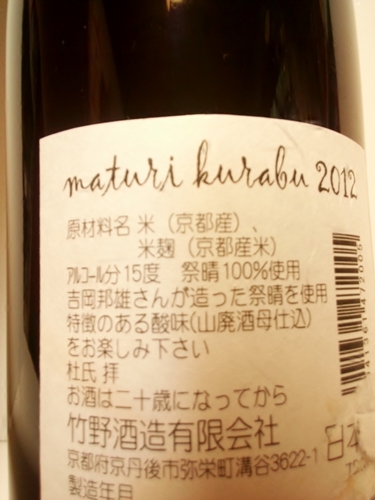 maturi kurabu 2012
原材料名 米（京都産）、
米麹（京都産米）
アルコール分15度 祭晴100%使用
吉岡邦雄さんが造った祭晴を使用
特徴のある酸味(山廃酒母仕込)
をお楽しみ下さい
杜氏 拝
お酒は二十歳になってから
竹野酒造有限会社
京都府京丹後市弥栄町溝谷3622-1
製造年月
日本